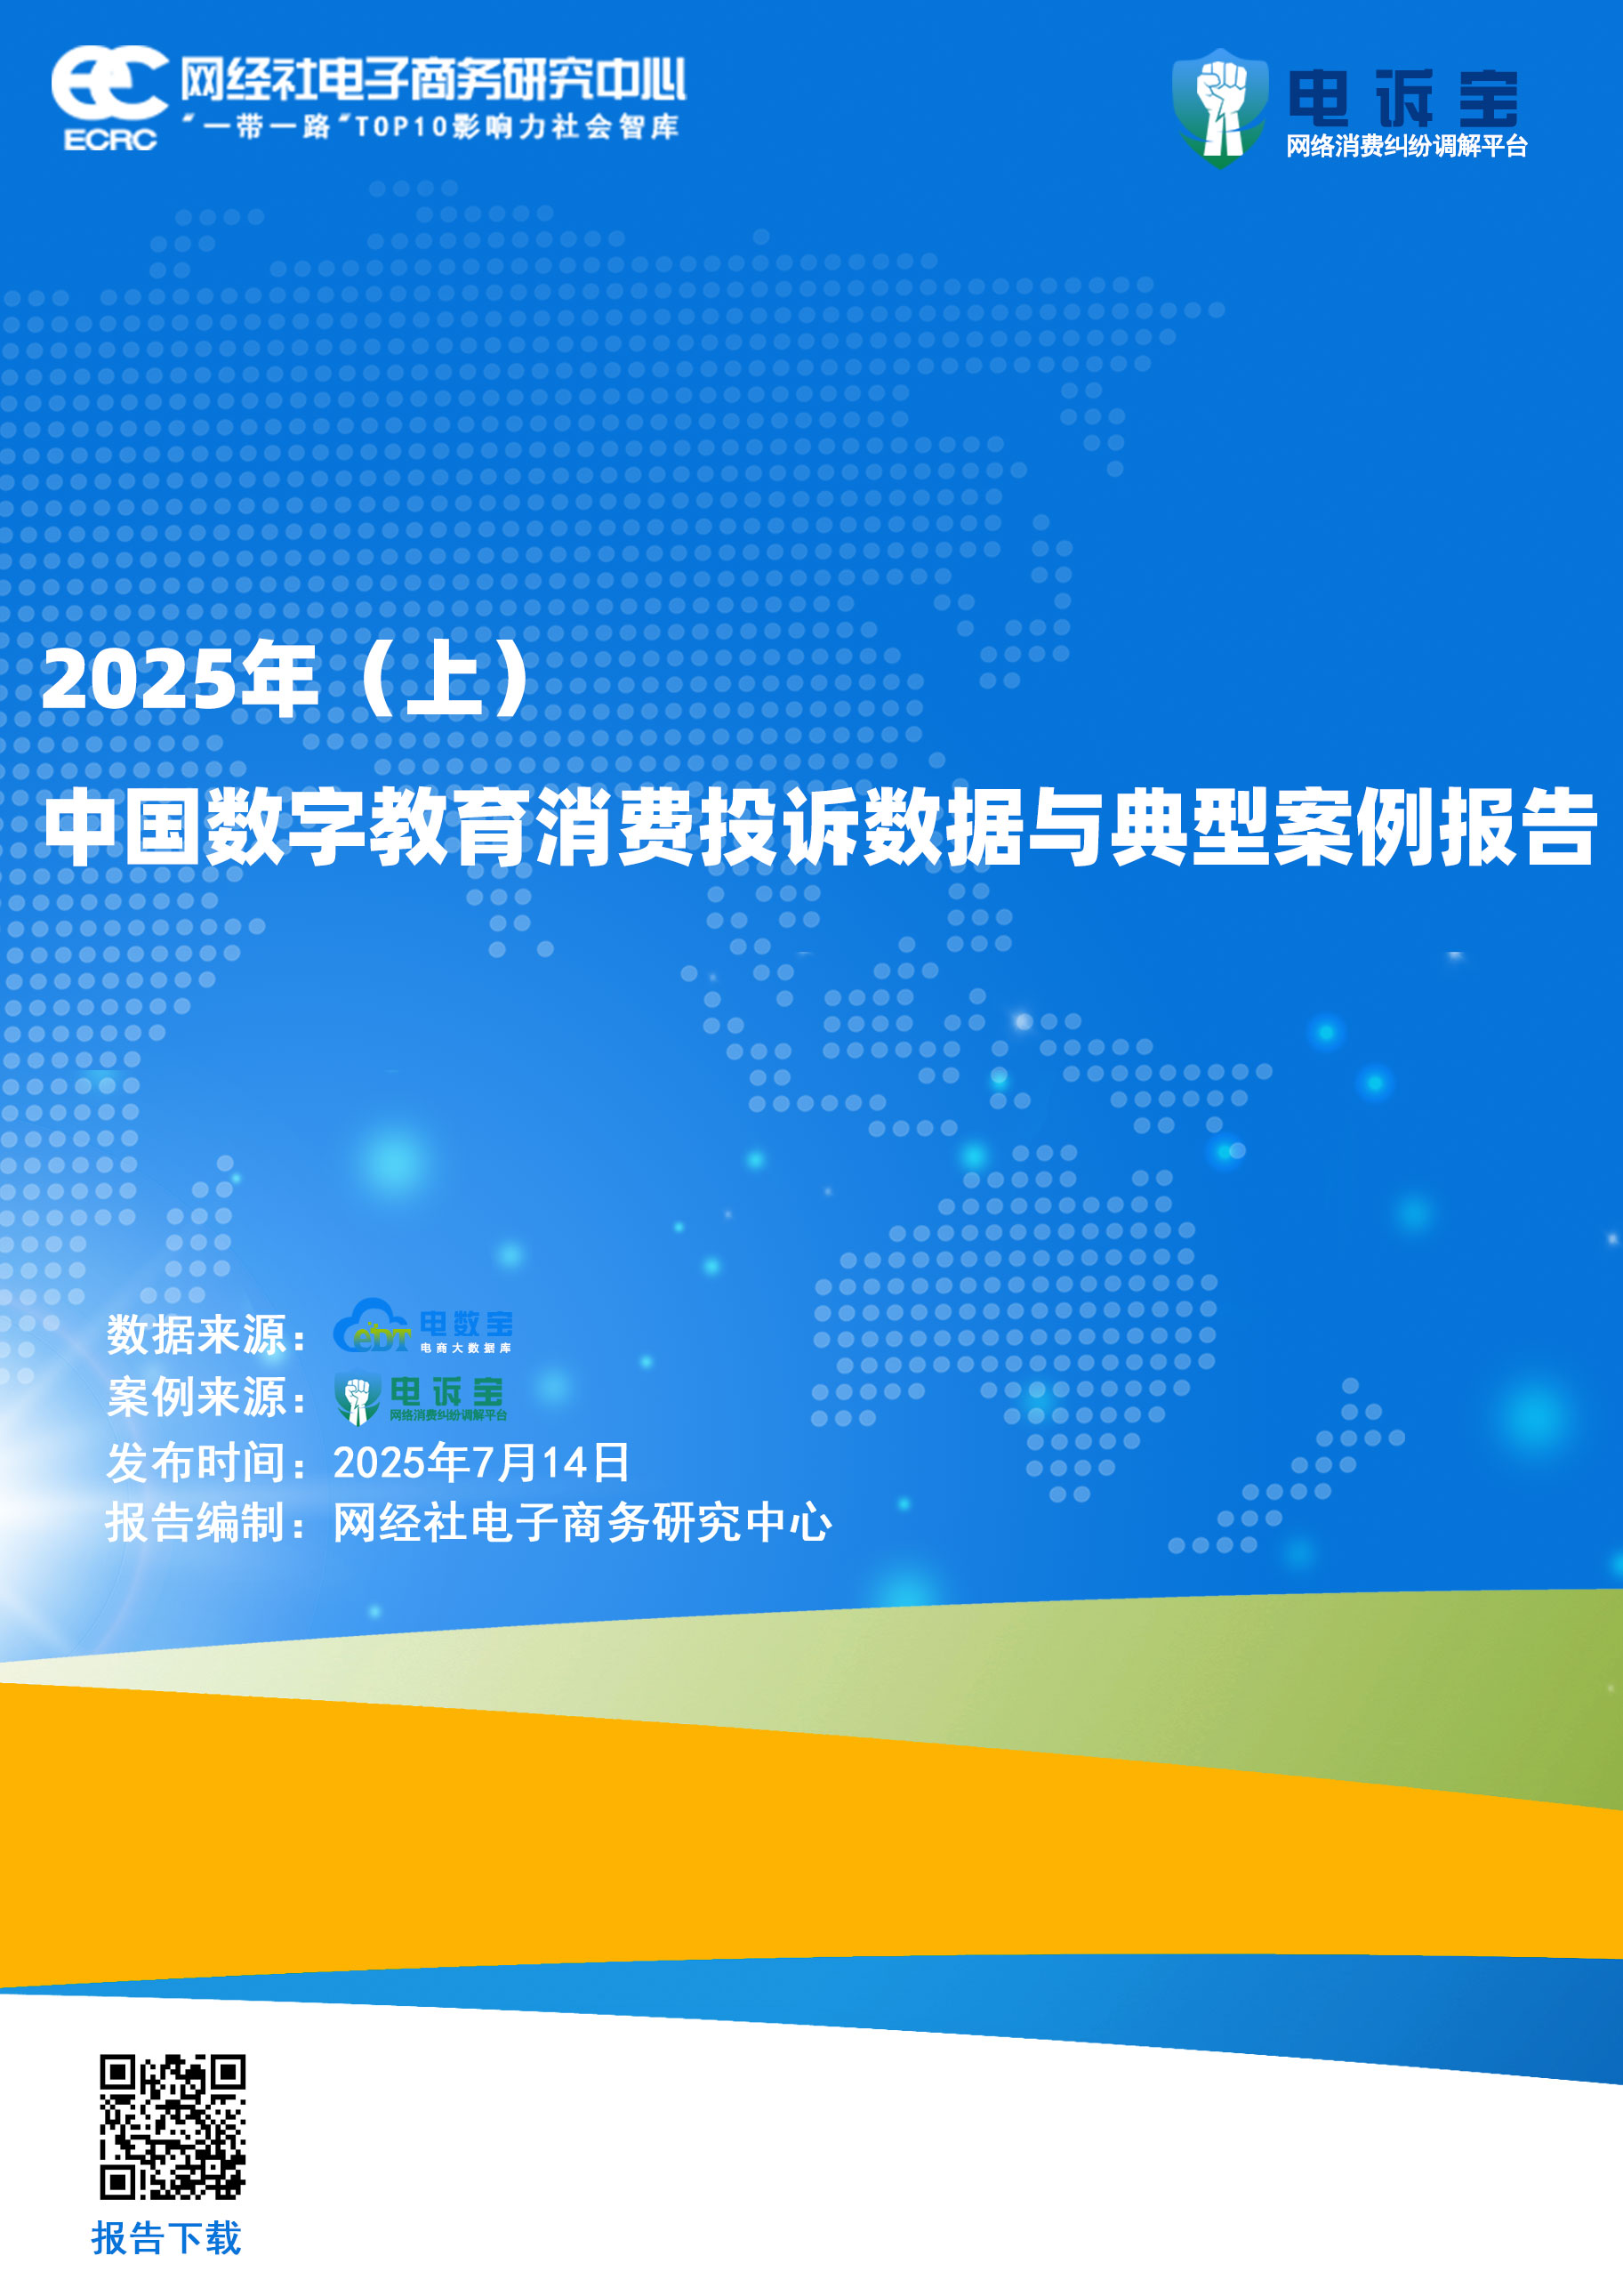 网经社电子商务研究中心
"一带一路"TOP10影响力社会智库
ECRC
电诉宝
网络消费纠纷调解平台
2025年（上）
中国数字教育消费投诉数据与典型案例报告
数据来源：
eDT
电数宝
电商大数据库
案例来源：
电诉宝
网络消费纠纷调解平台
发布时间：2025年7月14日
报告编制：网经社电子商务研究中心
报告下载